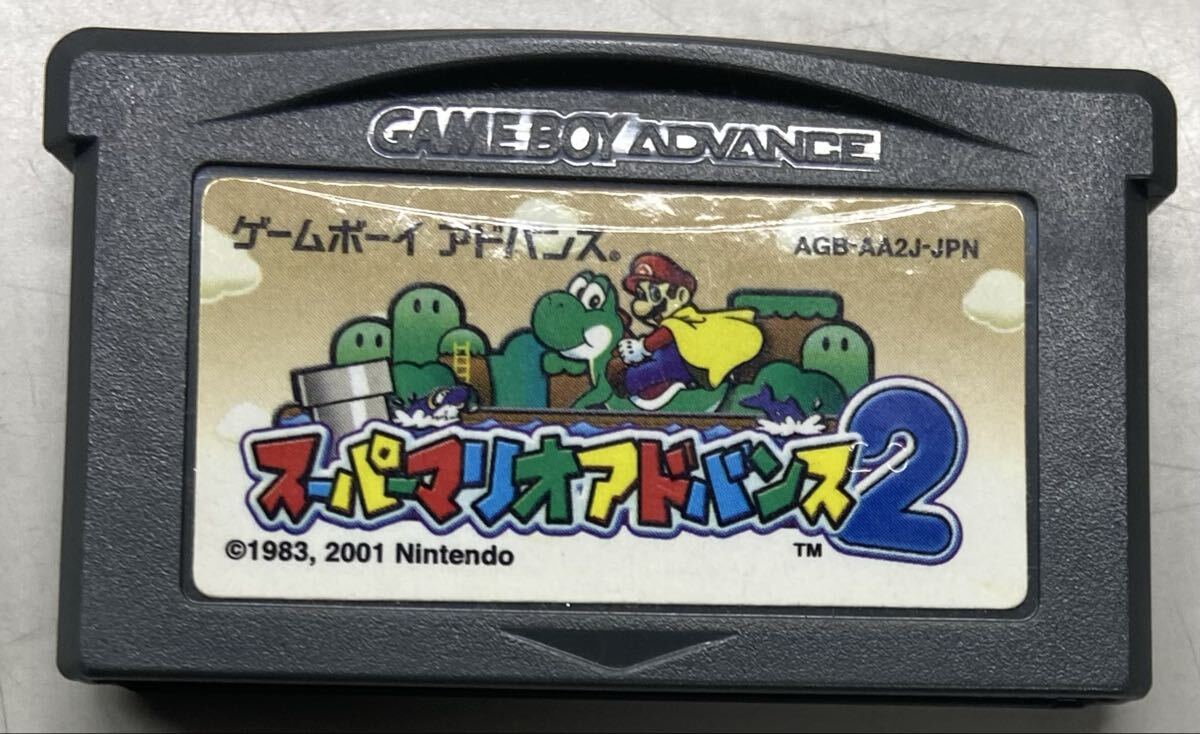 GAME BOY ADVANCE
ゲームボーイ アドバンス® AGB-AA2J-JPN
スーパーマリオアドバンス2
©1983, 2001 Nintendo ™